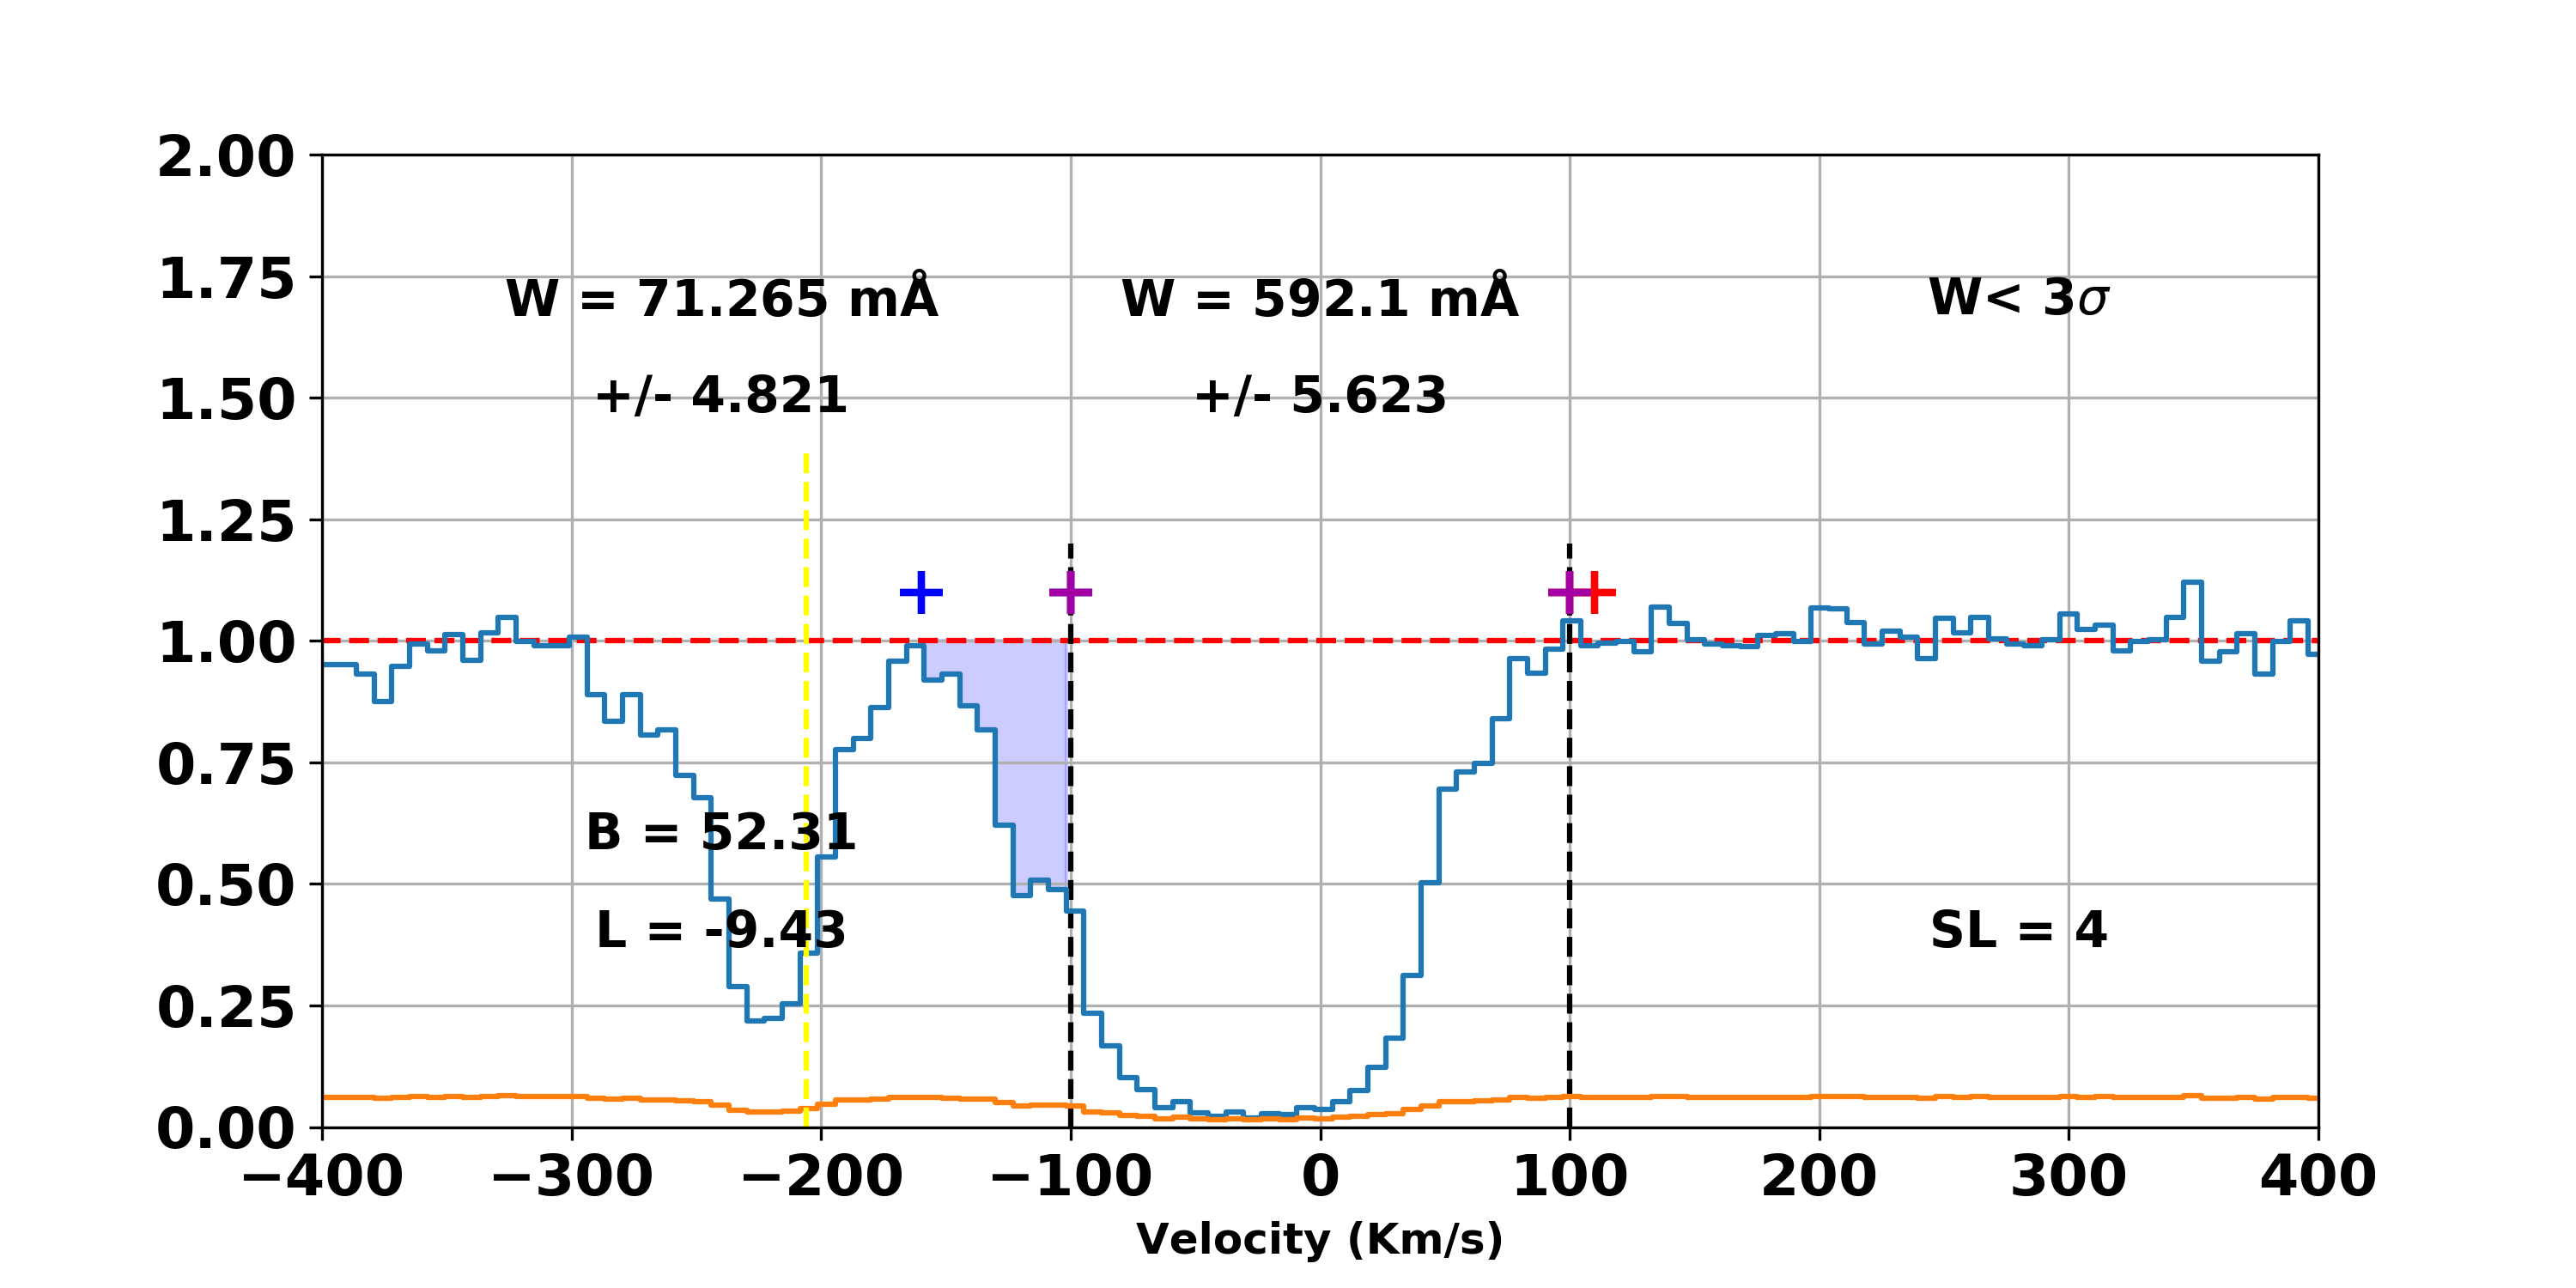 2.00
1.75
W = 71.265 mÅ W = 592.1 mÅ W< 3σ
1.50
+/- 4.821 +/- 5.623
1.25
1.00
0.75
B = 52.31
0.50
L = -9.43 SL = 4
0.25
0.00
−400 −300 −200 −100 0 100 200 300 400
Velocity (Km/s)